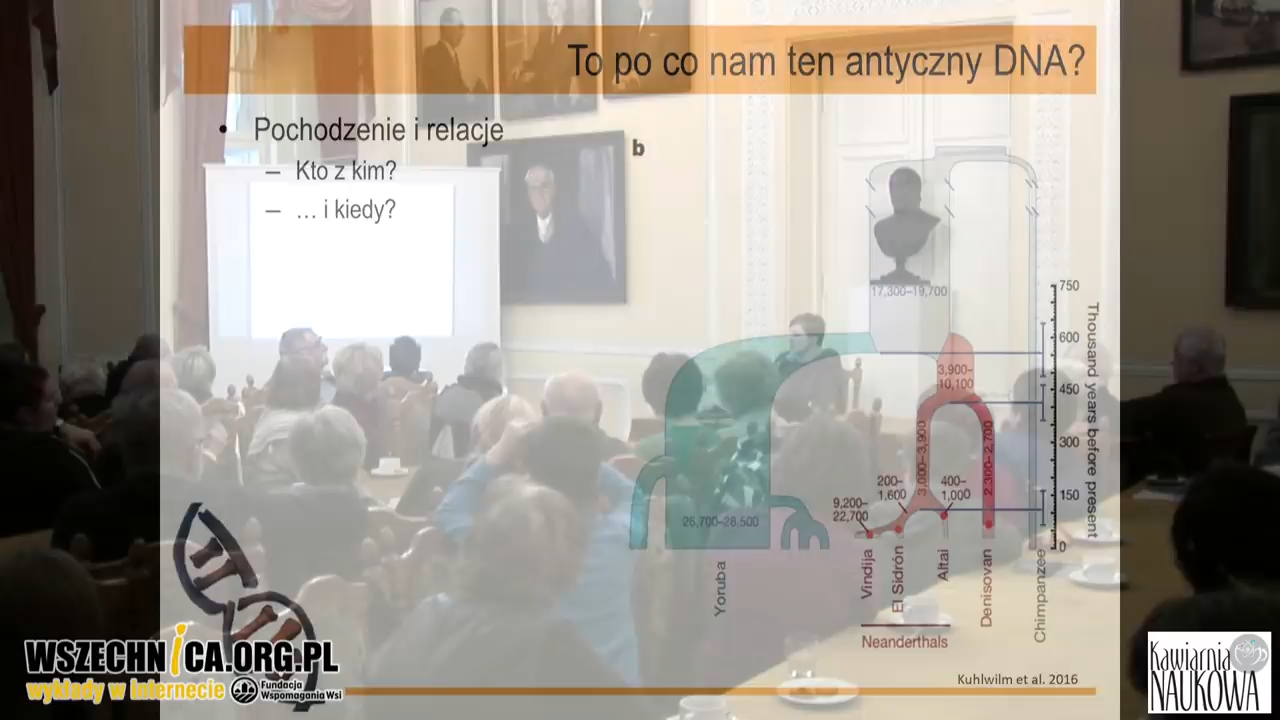 To po co nam ten antyczny DNA?
• Pochodzenie i relacje
– Kto z kim?
– … i kiedy?
b
17,300–19,700
3,900–
10,100
3,000–3,900
2,300–2,700
200–
1,600
400–
1,000
9,200–
22,700
26,700–28,500
750
600
450
300
150
0
Thousand years before present
Yoruba
Vindija
El Sidrón
Altai
Denisovan
Chimpanzee
Neanderthals
Kuhlwilm et al. 2016
WSZECHNICA.ORG.PL
wykłady w internecie
Fundacja
Wspomagania Wsi
Kawiarnia
NAUKOWA